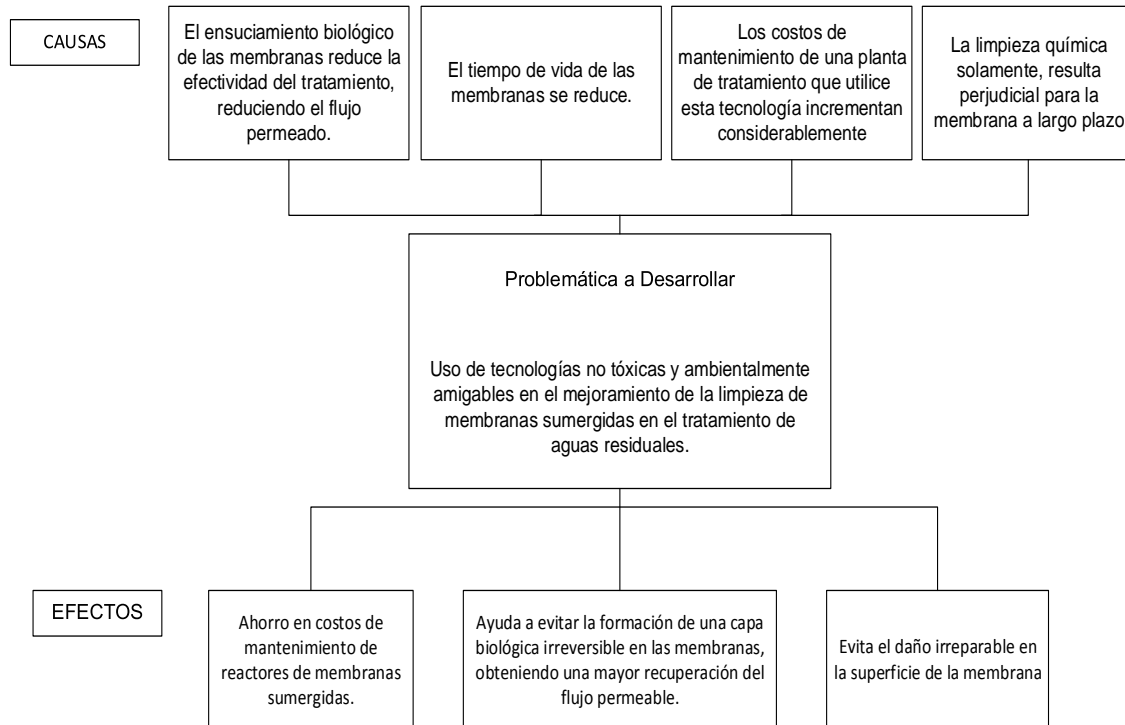 CAUSAS
El ensuciamiento biológico
de las membranas reduce la
efectividad del tratamiento,
reduciendo el flujo
permeado.
El tiempo de vida de las
membranas se reduce.
Los costos de
mantenimiento de una planta
de tratamiento que utilice
esta tecnología incrementan
considerablemente
La limpieza química
solamente, resulta
perjudicial para la
membrana a largo plazo
Problemática a Desarrollar
Uso de tecnologías no tóxicas y ambientalmente
amigables en el mejoramiento de la limpieza de
membranas sumergidas en el tratamiento de
aguas residuales.
EFECTOS
Ahorro en costos de
mantenimiento de
reactores de membranas
sumergidas.
Ayuda a evitar la formación de una capa
biológica irreversible en las membranas,
obteniendo una mayor recuperación del
flujo permeable.
Evita el daño irreparable en
la superficie de la membrana